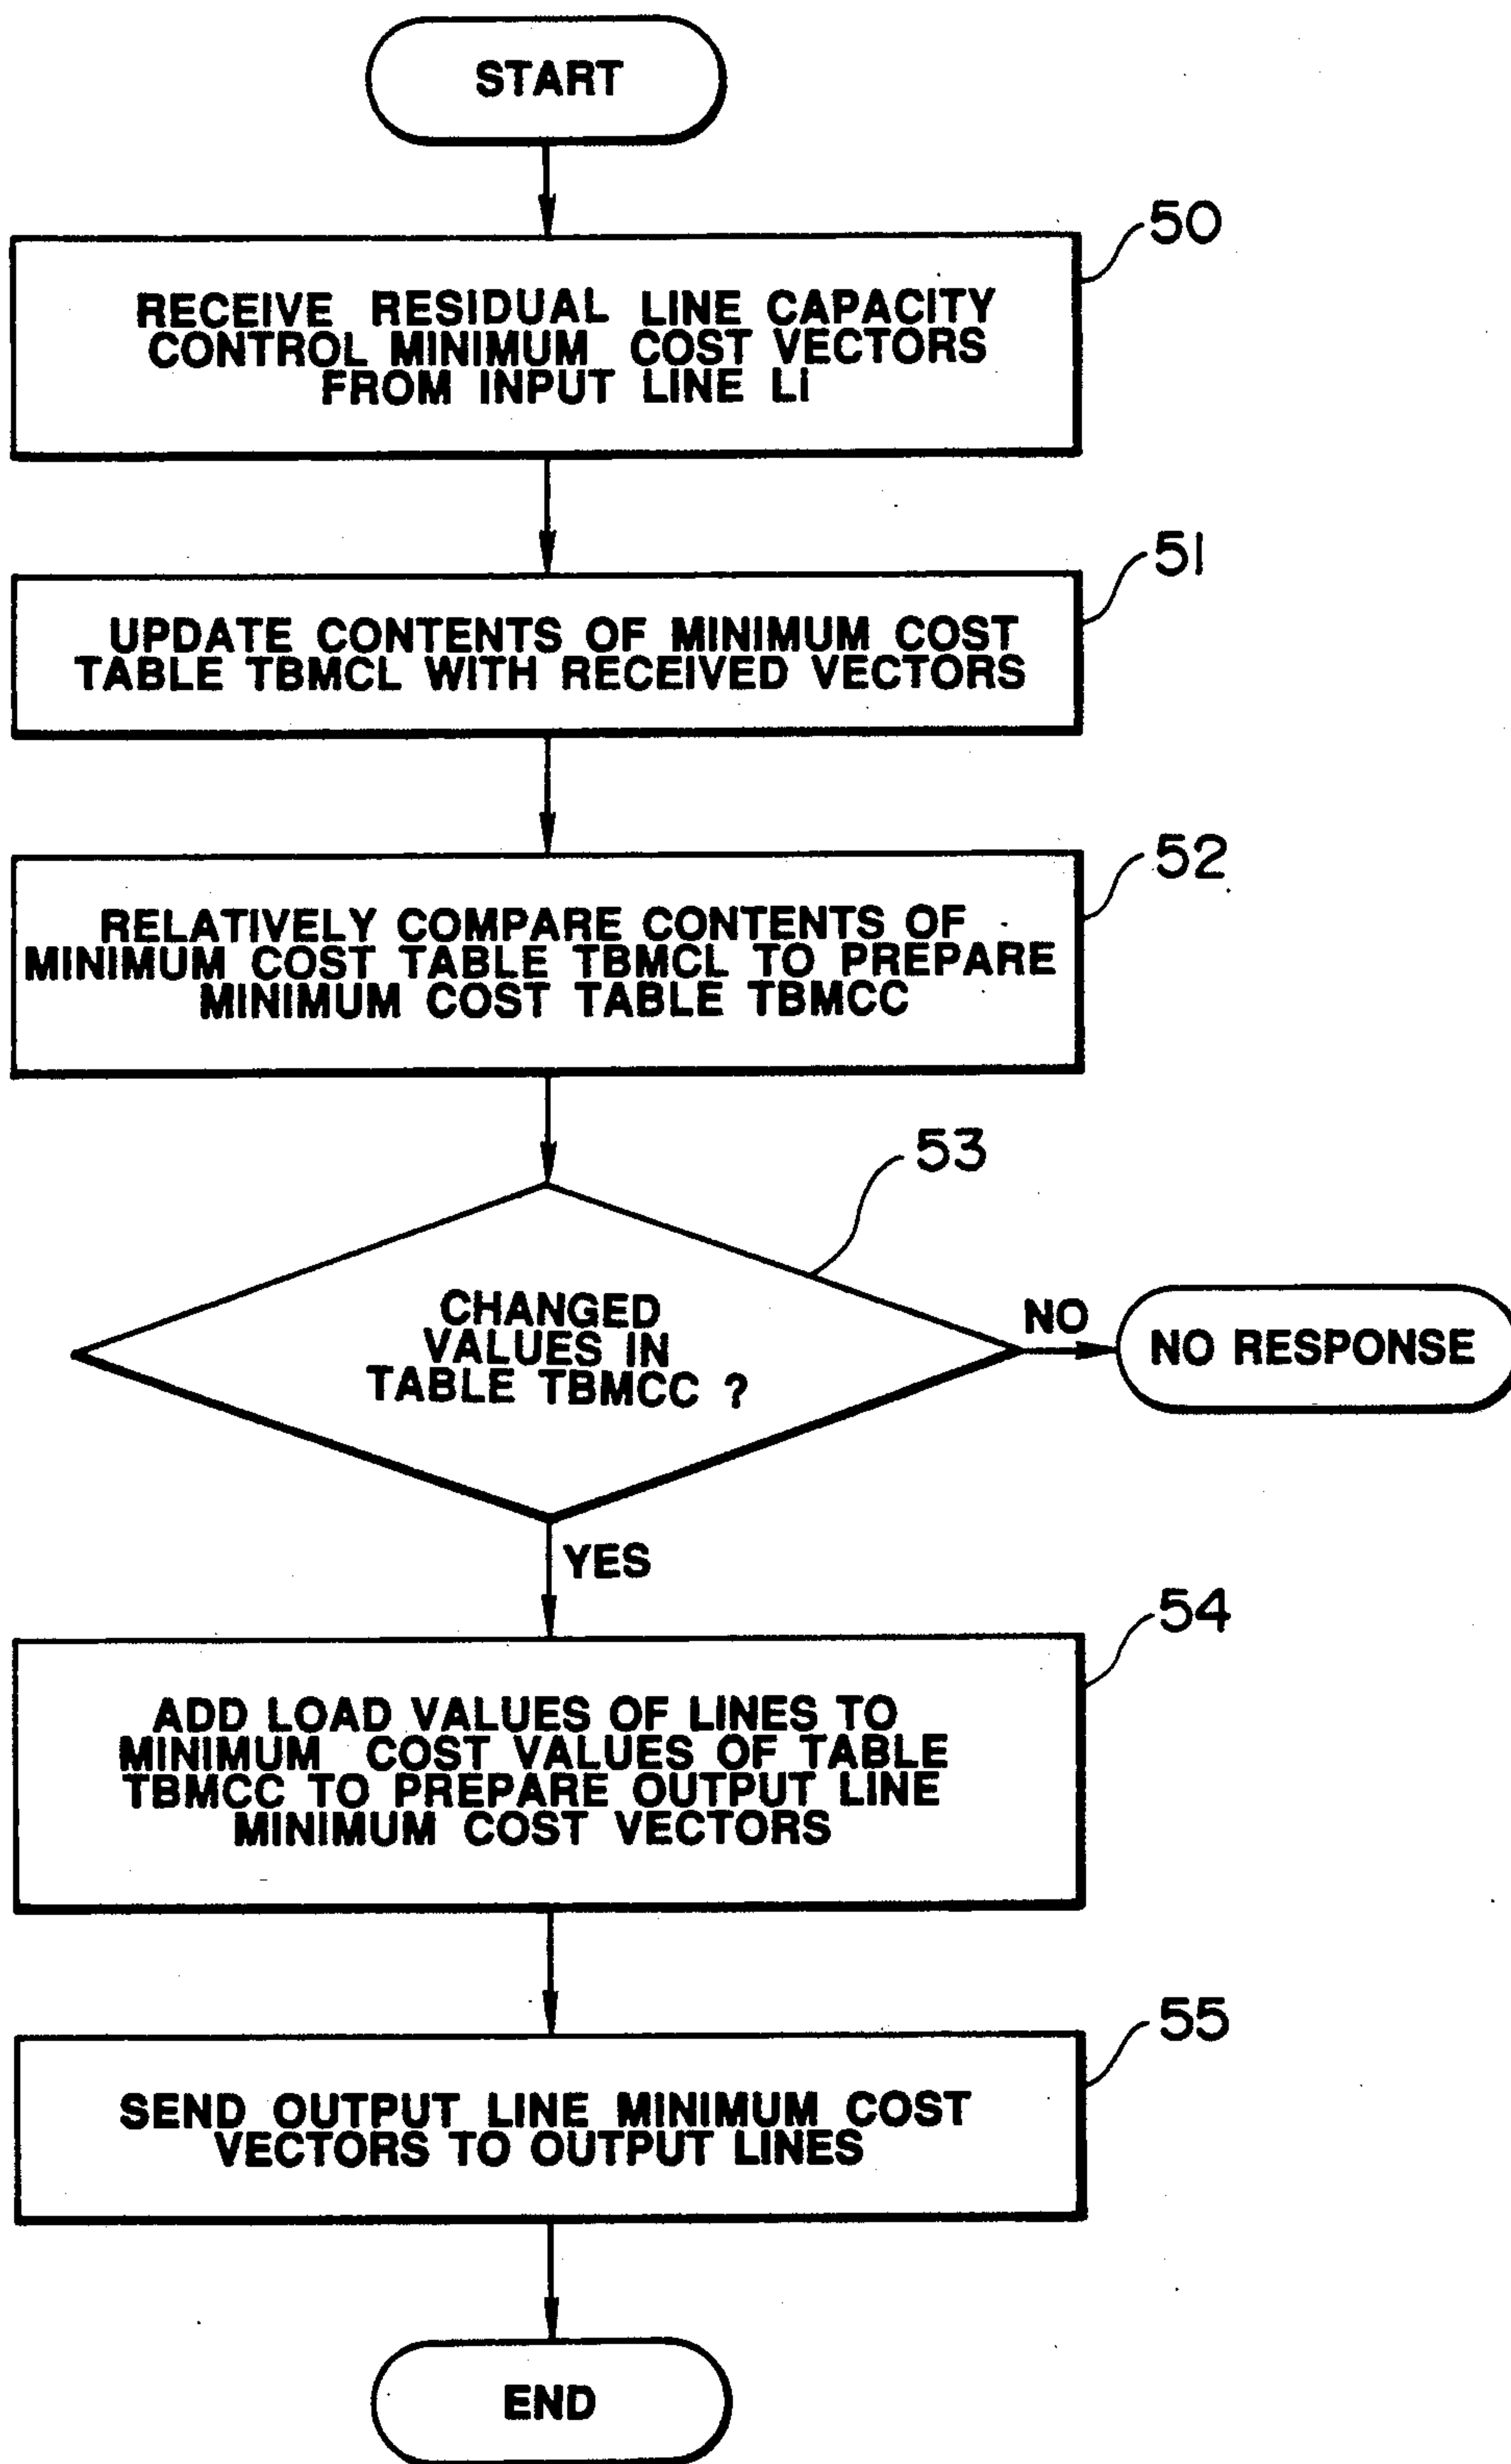 START
50
RECEIVE RESIDUAL LINE CAPACITY
CONTROL MINIMUM COST VECTORS
FROM INPUT LINE Li
51
UPDATE CONTENTS OF MINIMUM COST
TABLE TBMCL WITH RECEIVED VECTORS
52
RELATIVELY COMPARE CONTENTS OF
MINIMUM COST TABLE TBMCL TO PREPARE
MINIMUM COST TABLE TBMCC
53
CHANGED
VALUES IN
TABLE TBMCC ?
NO
NO RESPONSE
YES
54
ADD LOAD VALUES OF LINES TO
MINIMUM COST VALUES OF TABLE
TBMCC TO PREPARE OUTPUT LINE
MINIMUM COST VECTORS
55
SEND OUTPUT LINE MINIMUM COST
VECTORS TO OUTPUT LINES
END